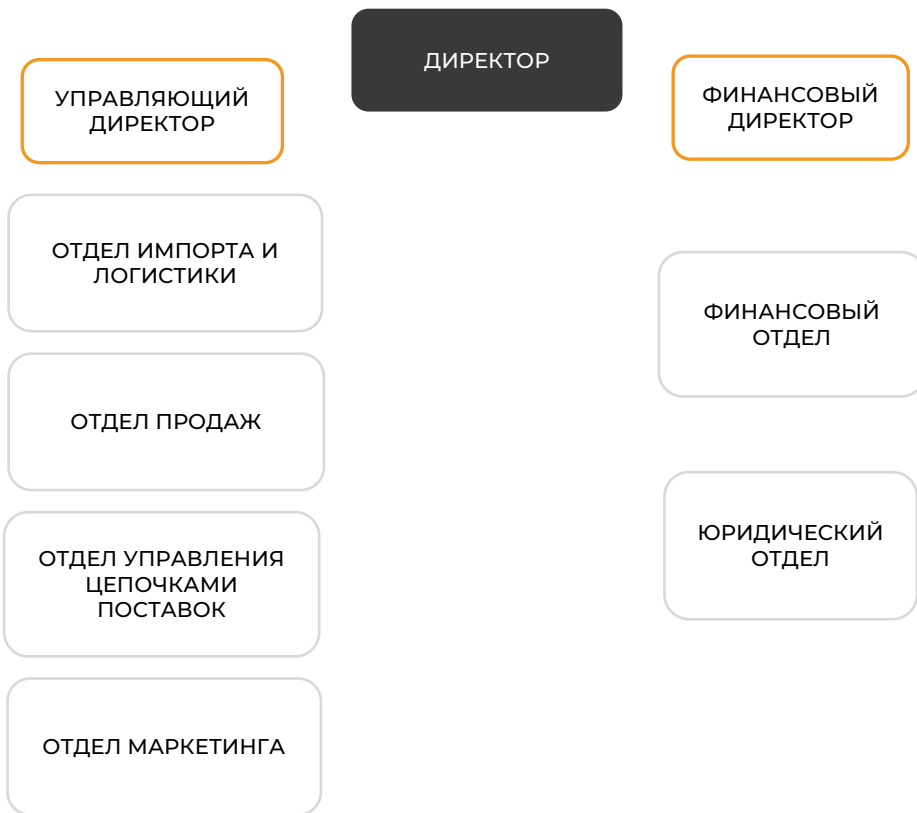 ДИРЕКТОР
УПРАВЛЯЮЩИЙ
ДИРЕКТОР
ФИНАНСОВЫЙ
ДИРЕКТОР
ОТДЕЛ ИМПОРТА И
ЛОГИСТИКИ
ФИНАНСОВЫЙ
ОТДЕЛ
ОТДЕЛ ПРОДАЖ
ЮРИДИЧЕСКИЙ
ОТДЕЛ
ОТДЕЛ УПРАВЛЕНИЯ
ЦЕПОЧКАМИ
ПОСТАВОК
ОТДЕЛ МАРКЕТИНГА